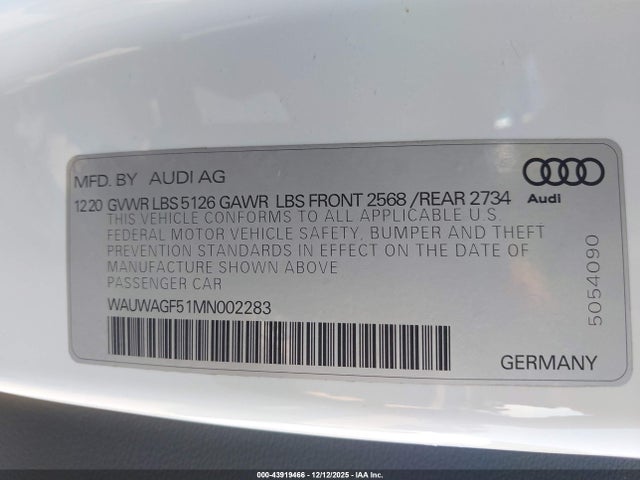 MFD. BY AUDI AG
12.20 GVWR LBS 5126 GAWR LBS FRONT 2568 /REAR 2734
THIS VEHICLE CONFORMS TO ALL APPLICABLE U.S.
FEDERAL MOTOR VEHICLE SAFETY, BUMPER AND THEFT
PREVENTION STANDARDS IN EFFECT ON THE DATE OF
MANUFACTURE SHOWN ABOVE
PASSENGER CAR
WAUWAGF51MN002283
Audi
5054090
GERMANY
000-43919466 - 12/12/2025 - IAA Inc.